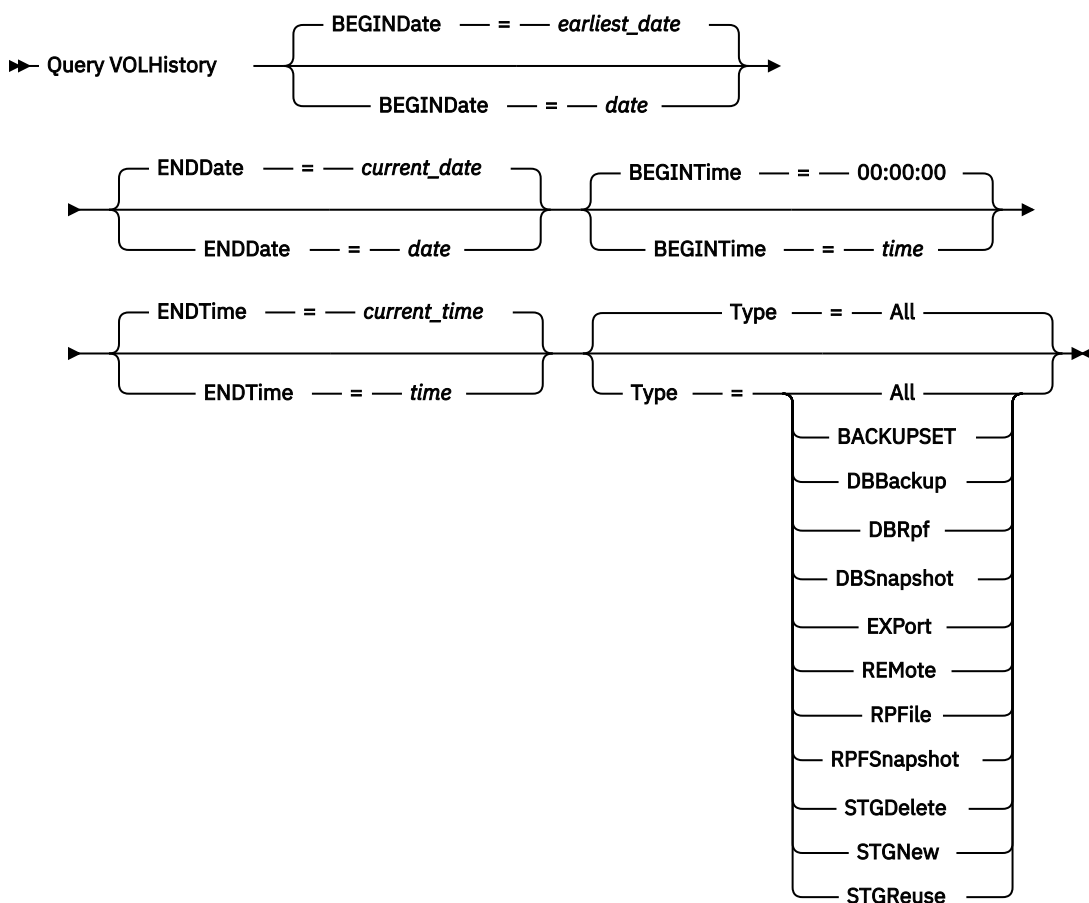 BEGINDate — = — earliest_date
Query VOLHistory
BEGINDate — = — date
ENDDate — = — current_date BEGINTime — = — 00:00:00
ENDDate — = — date BEGINTime — = — time
ENDTime — = — current_time Type — = — All
ENDTime — = — time Type — = All
BACKUPSET
DBBackup
DBRpf
DBSnapshot
EXPort
REMote
RPFile
RPFSnapshot
STGDelete
STGNew
STGReuse